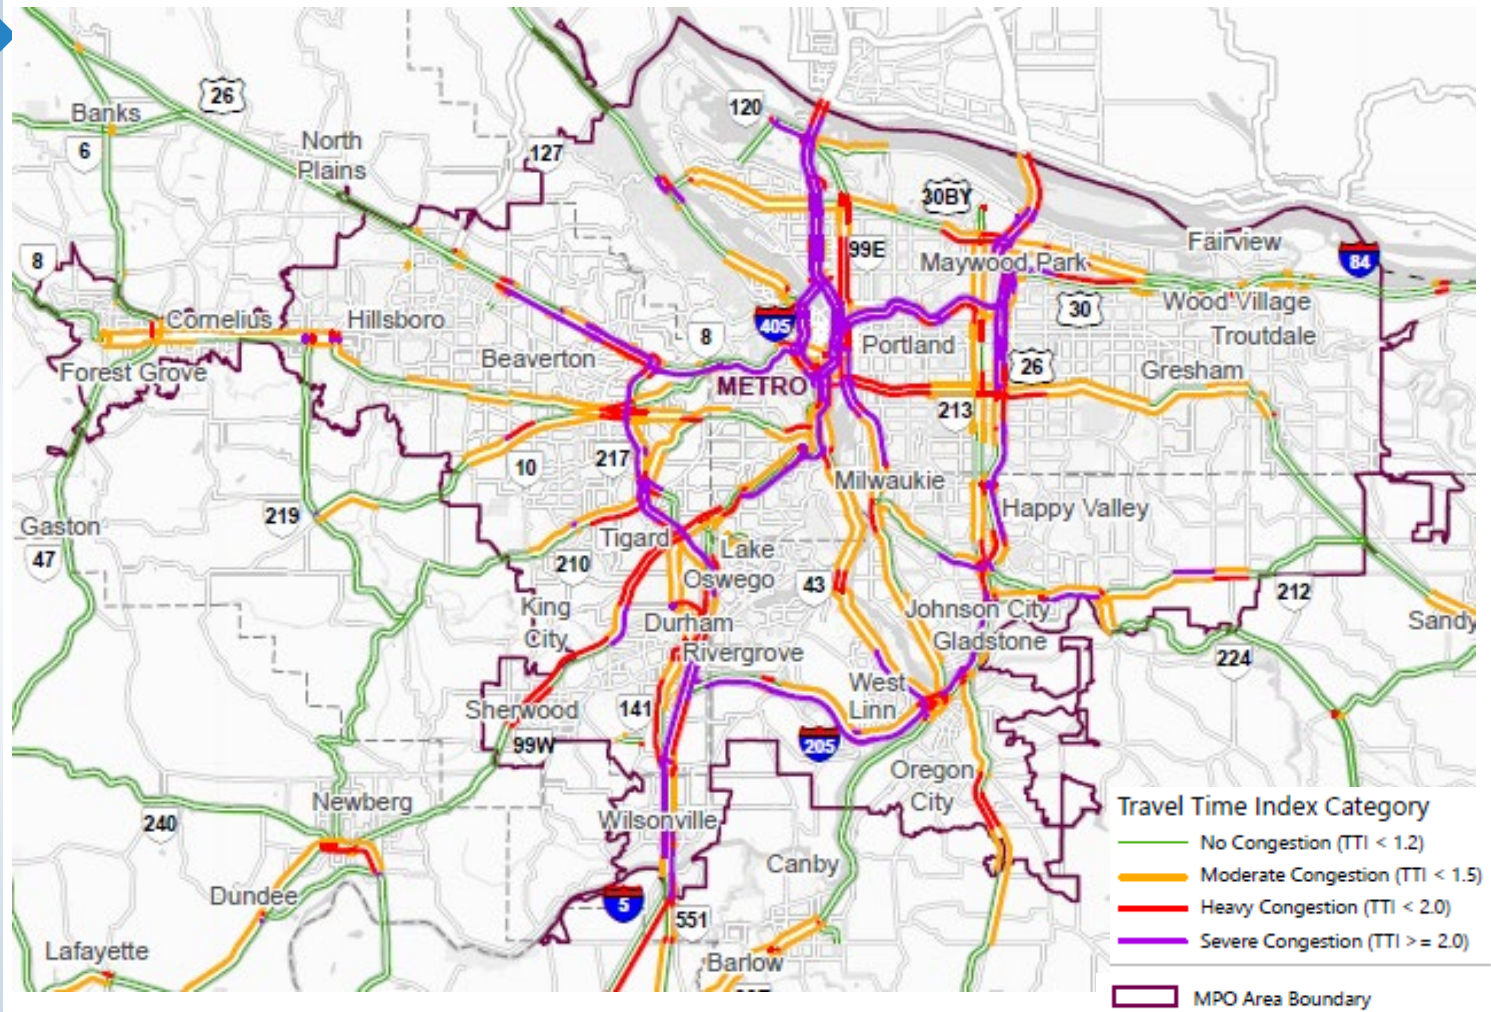 26
120
Banks
6
North
Plains
127
30BY
8
99E
Fairview
84
Maywood Park
Wood Village
30
Cornelius
Hillsboro
405
8
Troutdale
Beaverton
Portland
26
Forest Grove
METRO
Gresham
213
10
217
Milwaukie
219
Happy Valley
Gaston
47
Tigard
Lake
Oswego
210
43
212
King
City
Durham
Johnson City
Gladstone
Sandy
Rivergrove
224
West
Linn
Sherwood
141
99W
205
Oregon
City
Newberg
240
Wilsonville
Canby
Dundee
5
551
Lafayette
Barlow
Travel Time Index Category
No Congestion (TTI < 1.2)
Moderate Congestion (TTI < 1.5)
Heavy Congestion (TTI < 2.0)
Severe Congestion (TTI >= 2.0)
MPO Area Boundary